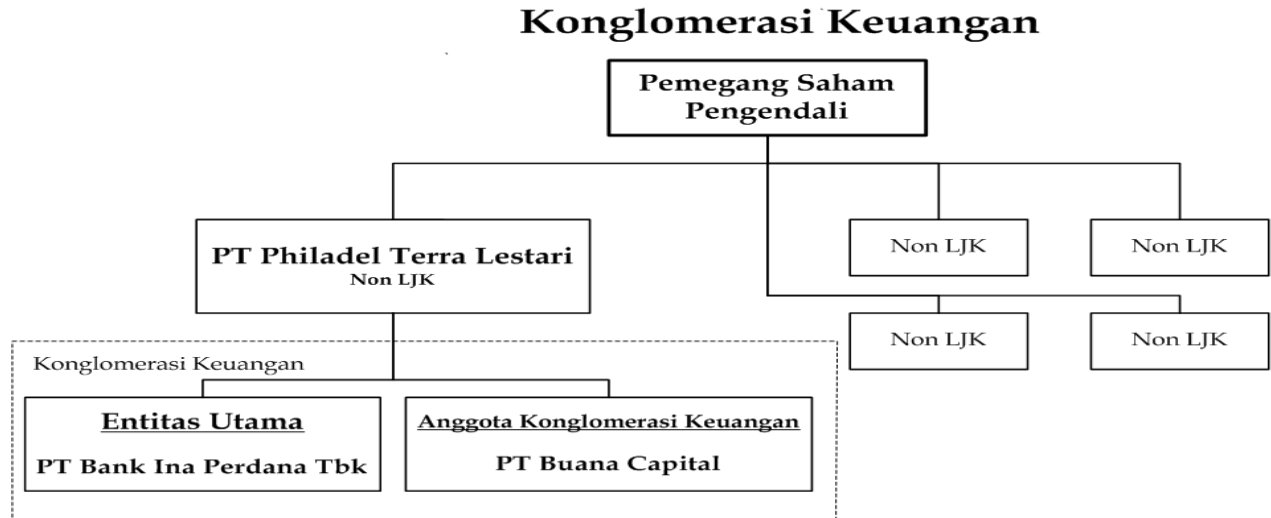 Konglomerasi Keuangan
Pemegang Saham
Pengendali
PT Philadel Terra Lestari
Non LJK
Non LJK
Non LJK
Non LJK
Non LJK
Konglomerasi Keuangan
Entitas Utama
PT Bank Ina Perdana Tbk
Anggota Konglomerasi Keuangan
PT Buana Capital